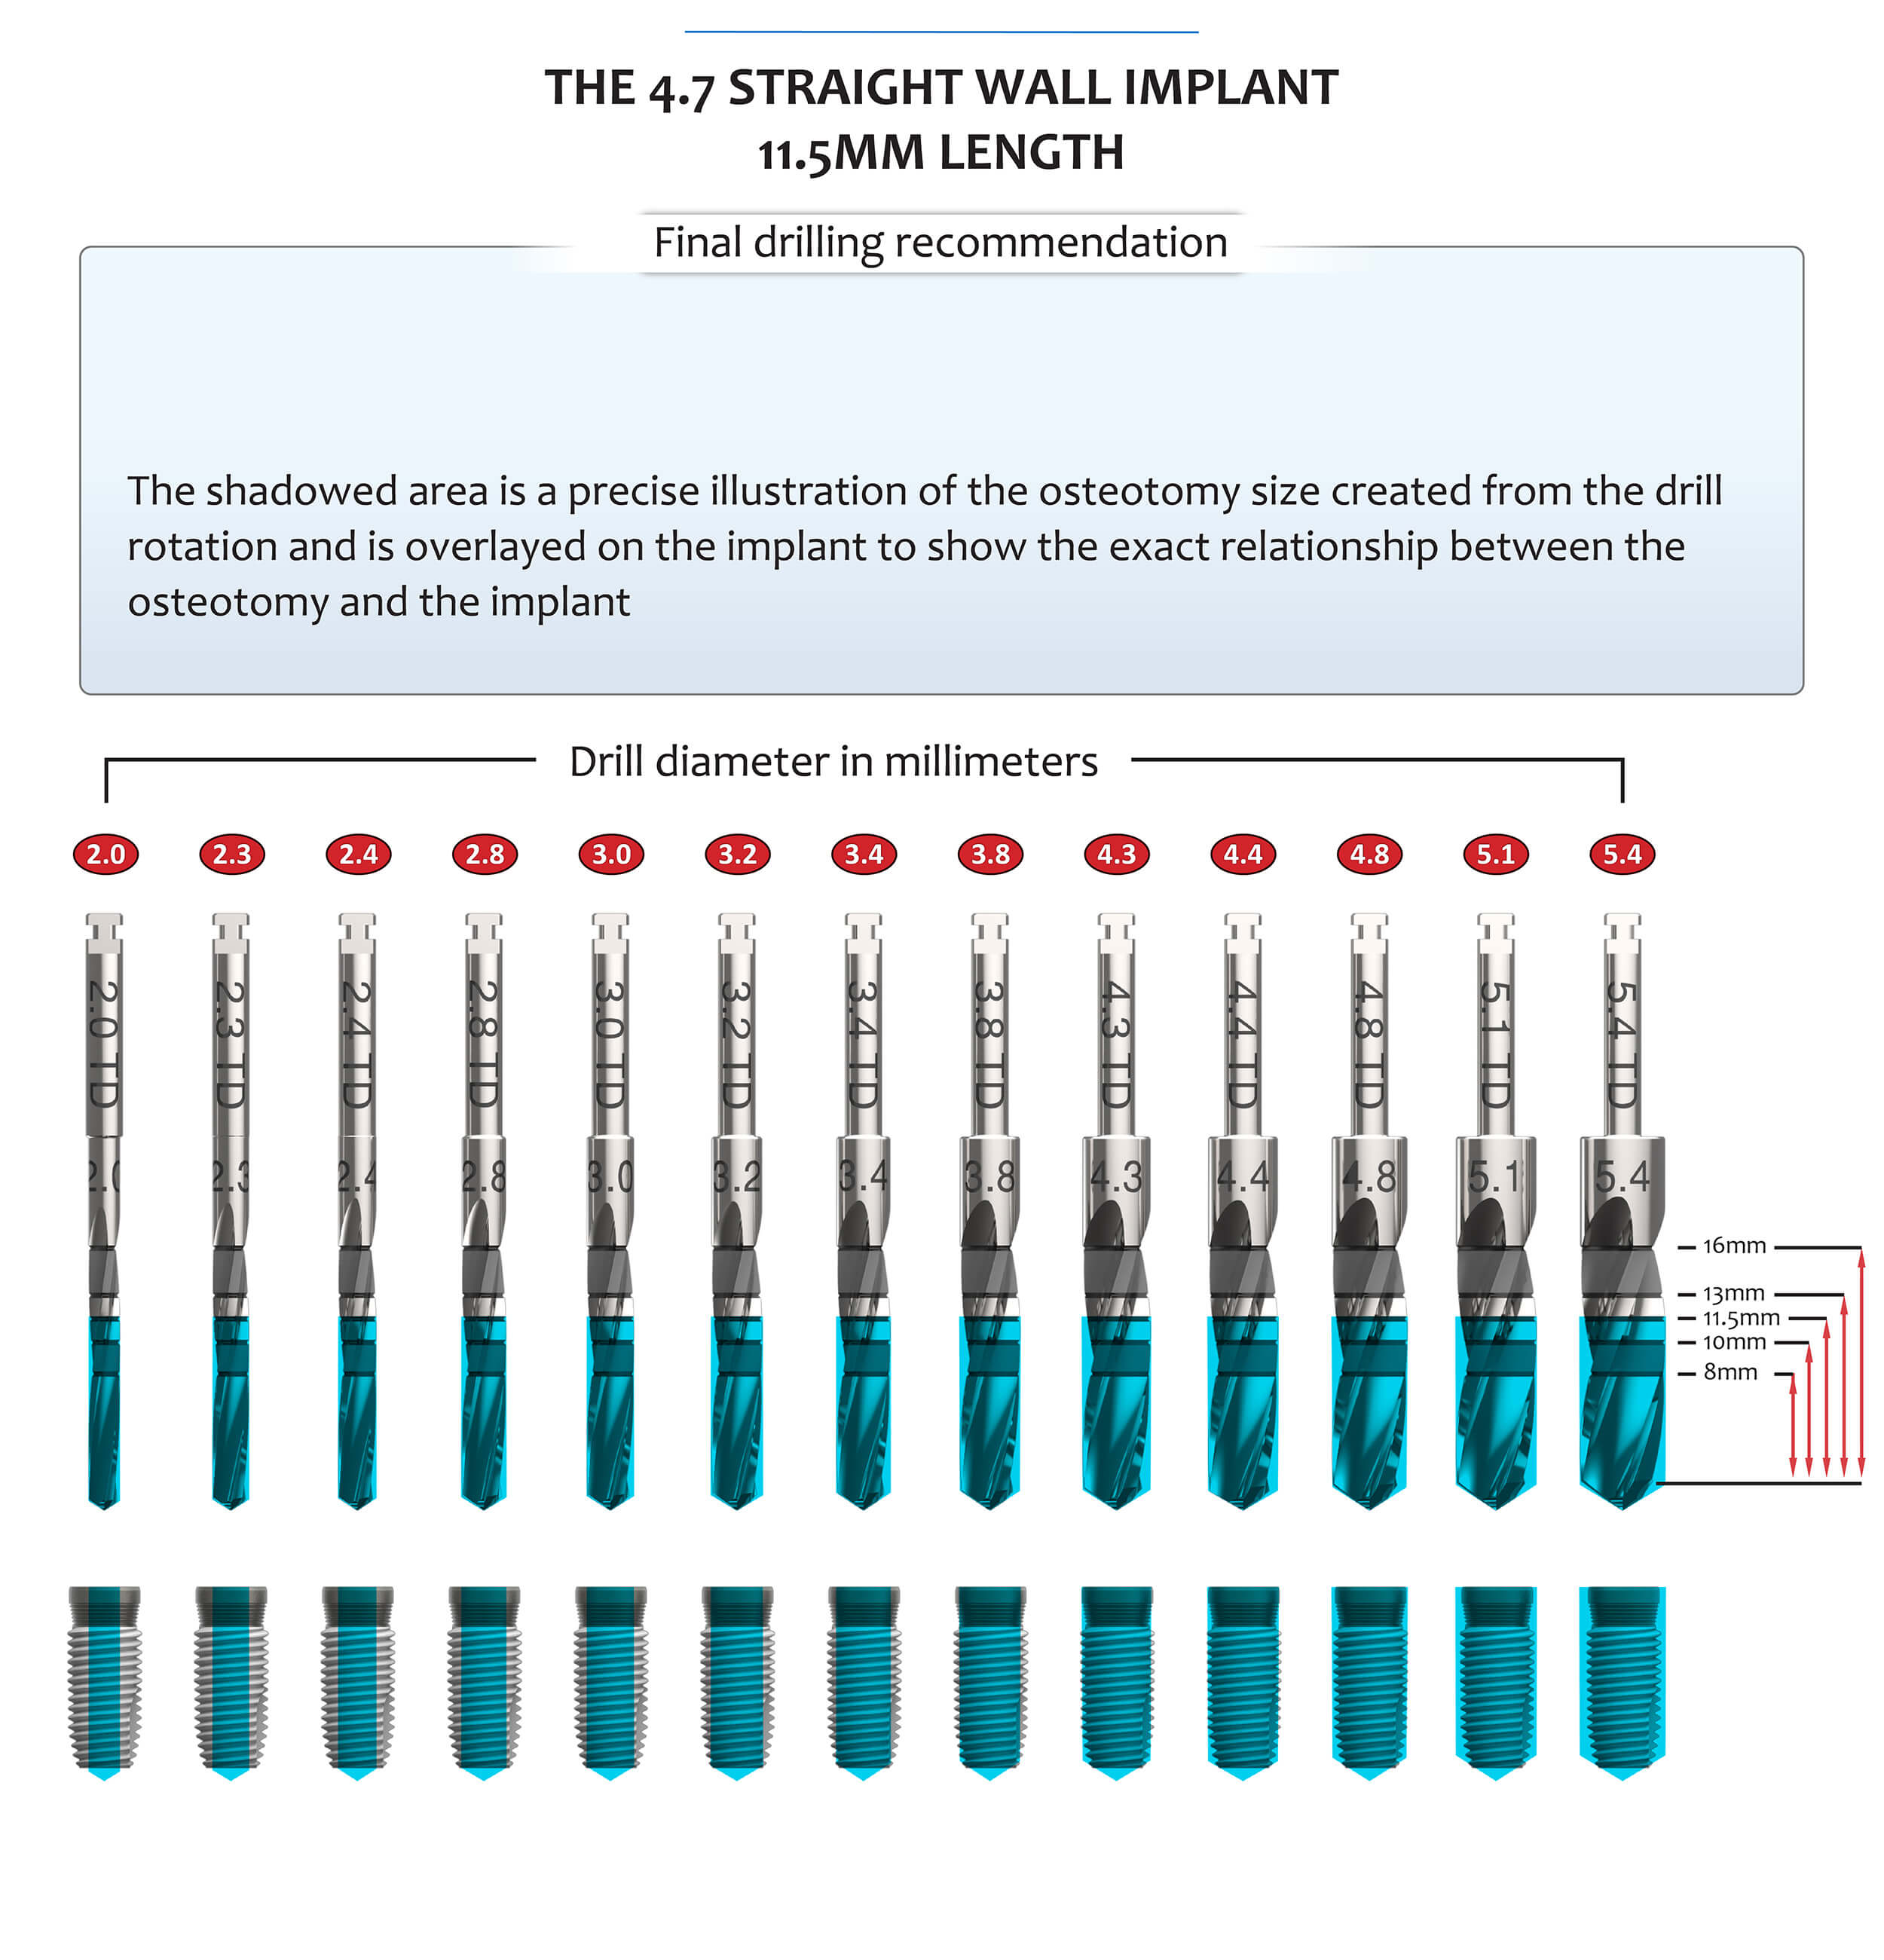 THE 4.7 STRAIGHT WALL IMPLANT
11.5MM LENGTH
Final drilling recommendation
The shadowed area is a precise illustration of the osteotomy size created from the drill
rotation and is overlayed on the implant to show the exact relationship between the
osteotomy and the implant
Drill diameter in millimeters
2.0 2.3 2.4 2.8 3.0 3.2 3.4 3.8 4.3 4.4 4.8 5.1 5.4
2.0 TD 2.3 TD 2.4 TD 2.8 TD 3.0 TD 3.2 TD 3.4 TD 3.8 TD 4.3 TD 4.4 TD 4.8 TD 5.1 TD 5.4 TD
2.0 2.3 2.4 2.8 3.0 3.2 3.4 3.8 4.3 4.4 4.8 5.1 5.4
16mm
13mm
11.5mm
10mm
8mm